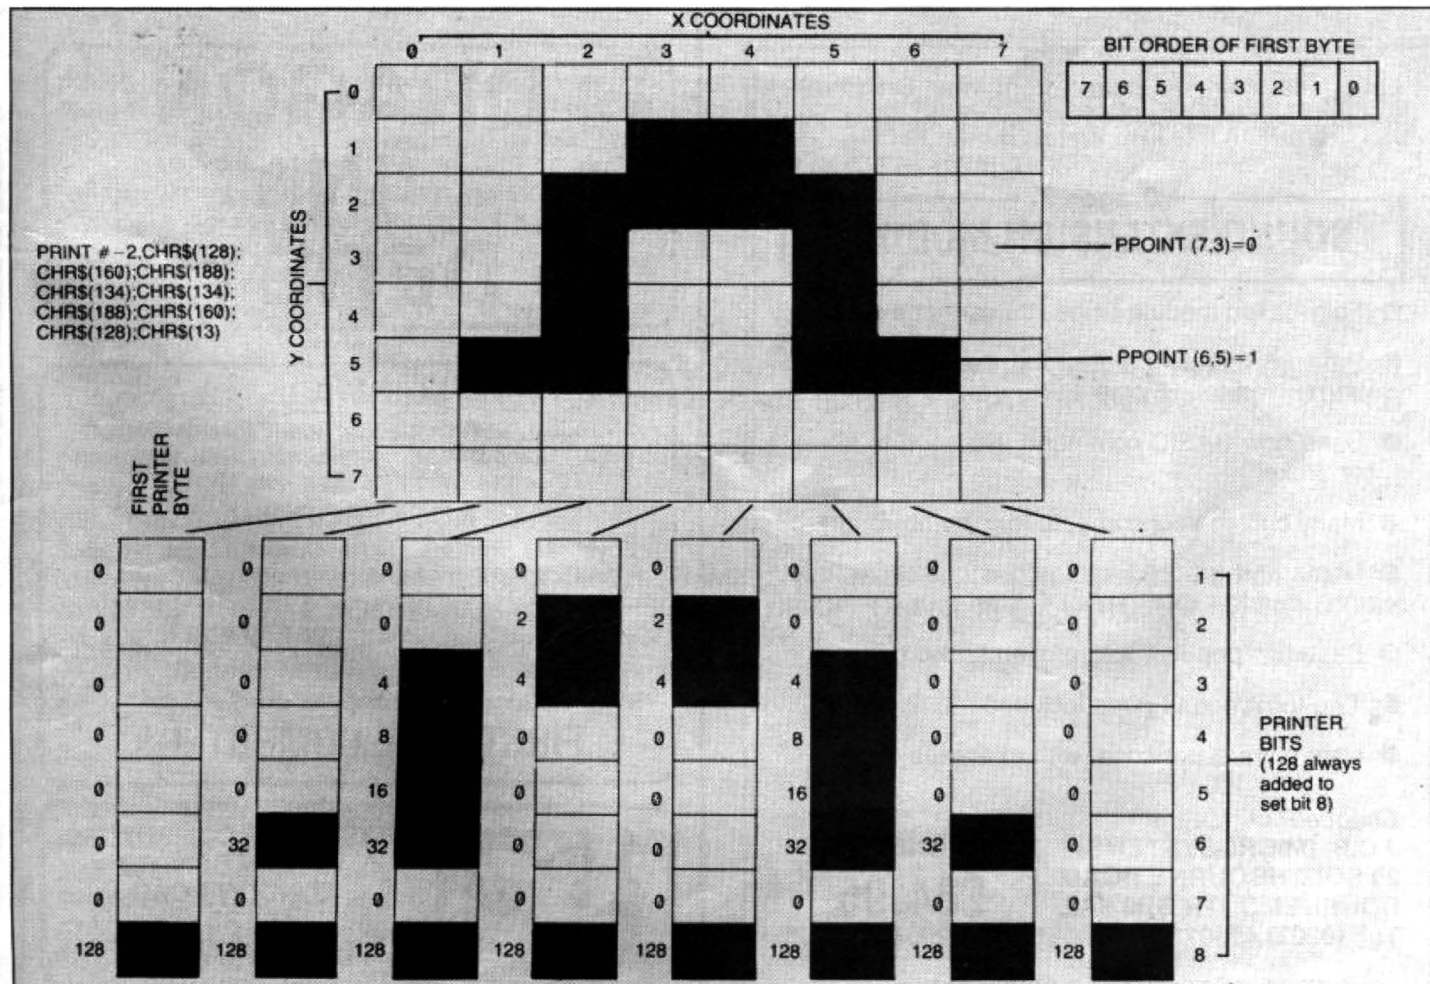 X COORDINATES
0 1 2 3 4 5 6 7
BIT ORDER OF FIRST BYTE
7 6 5 4 3 2 1 0
Y COORDINATES
0
1
2
3
4
5
6
7
PRINT #-2,CHR$(128);
CHR$(160);CHR$(188);
CHR$(134);CHR$(134);
CHR$(188);CHR$(160);
CHR$(128);CHR$(13)
PPOINT (7,3)=0
PPOINT (6,5)=1
FIRST
PRINTER
BYTE
0 0 0 0 0 0 0 0 1
0 0 0 2 2 0 0 0 2
0 0 4 4 4 4 0 0 3
0 0 8 0 0 8 0 0 4
0 0 16 0 0 16 0 0 5
0 32 32 0 0 32 32 0 6
0 0 0 0 0 0 0 0 7
128 128 128 128 128 128 128 128 8
PRINTER
BITS
(128 always
added to
set bit 8)